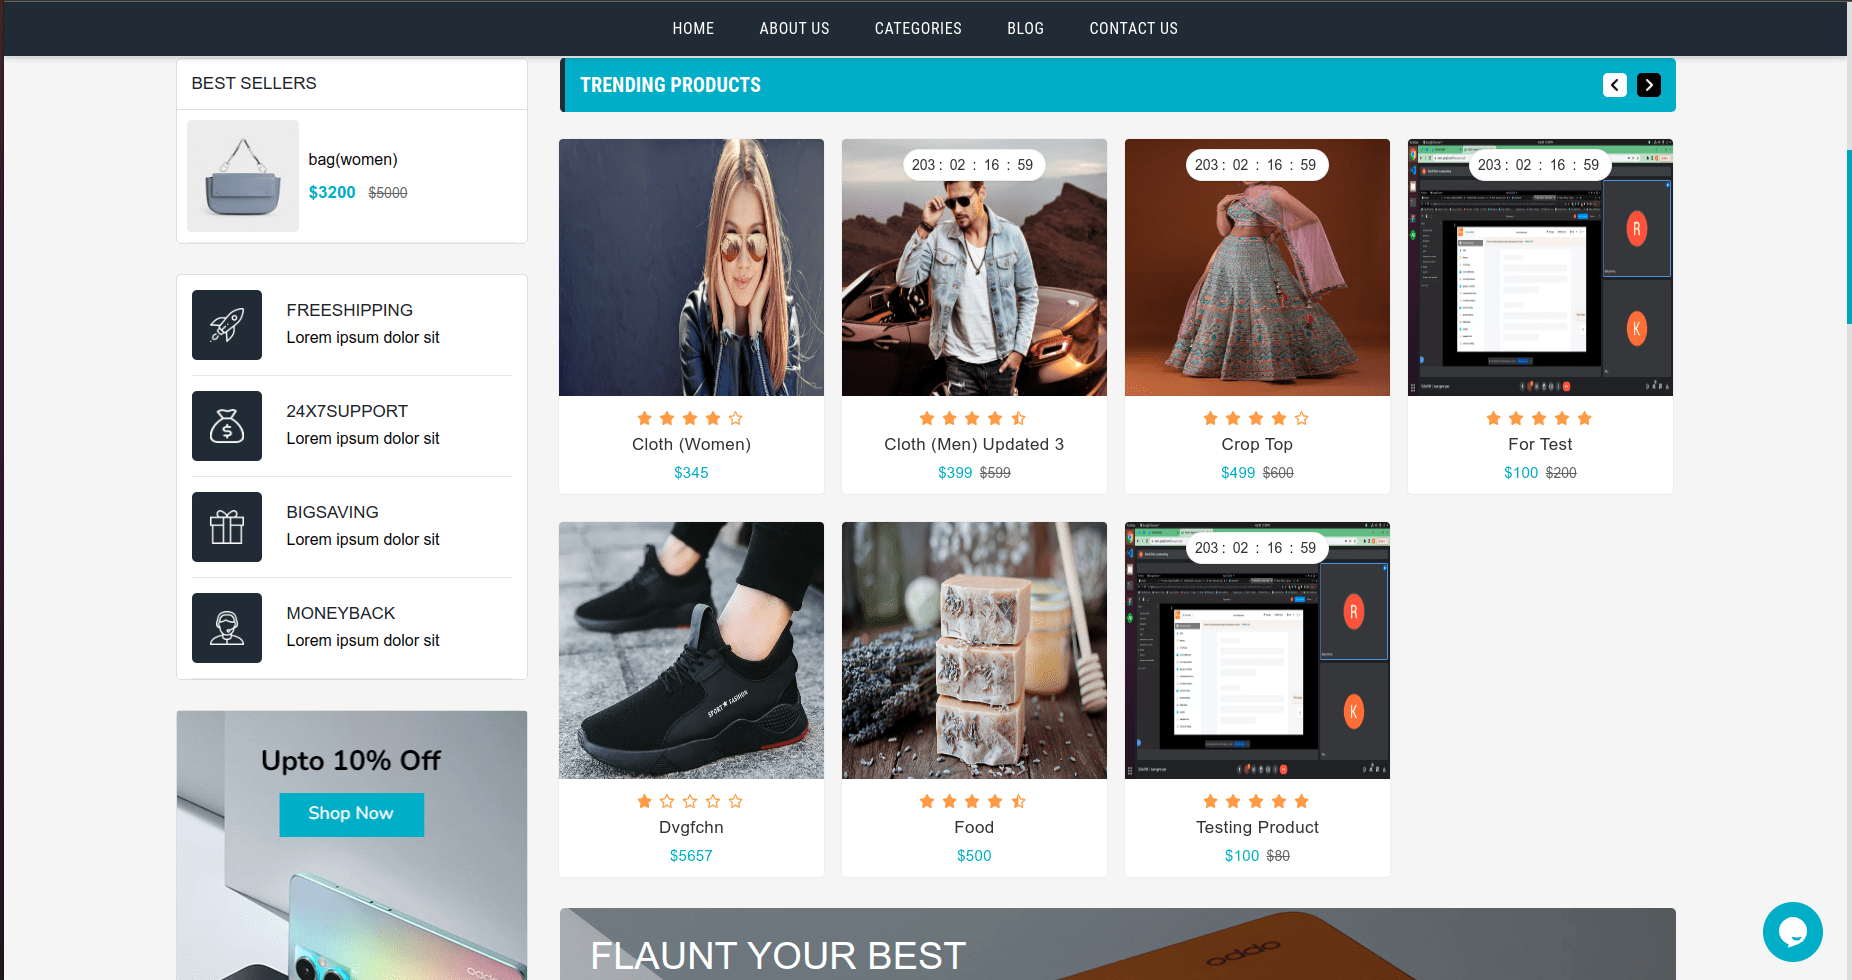 HOME ABOUT US CATEGORIES BLOG CONTACT US
BEST SELLERS
bag(women)
$3200 $5000
FREESHIPPING
Lorem ipsum dolor sit
24X7SUPPORT
Lorem ipsum dolor sit
BIGSAVING
Lorem ipsum dolor sit
MONEYBACK
Lorem ipsum dolor sit
Upto 10% Off
Shop Now
oddo
TRENDING PRODUCTS
Cloth (Women)
$345
203 : 02 : 16 : 59
Cloth (Men) Updated 3
$399 $599
203 : 02 : 16 : 59
Crop Top
$499 $600
203 : 02 : 16 : 59
R
K
For Test
$100 $200
SPORT★FASHION
Dvgfchn
$5657
Food
$500
203 : 02 : 16 : 59
R
K
Testing Product
$100 $80
FLAUNT YOUR BEST
oddo